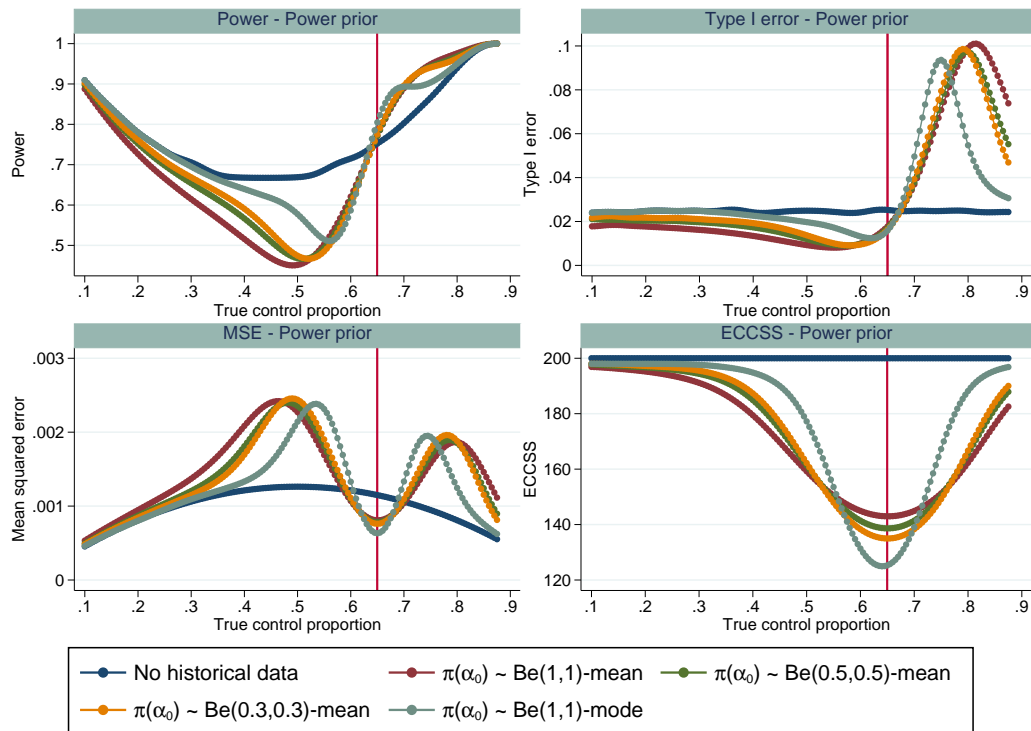 Power - Power prior
Type I error - Power prior
Power
1
.9
.8
.7
.6
.5
.1 .2 .3 .4 .5 .6 .7 .8 .9
True control proportion
Type I error
.1
.08
.06
.04
.02
0
.1 .2 .3 .4 .5 .6 .7 .8 .9
True control proportion
MSE - Power prior
ECCSS - Power prior
Mean squared error
.003
.002
.001
0
.1 .2 .3 .4 .5 .6 .7 .8 .9
True control proportion
ECCSS
200
180
160
140
120
.1 .2 .3 .4 .5 .6 .7 .8 .9
True control proportion
No historical data
π(α₀) ~ Be(1,1)-mean
π(α₀) ~ Be(0.5,0.5)-mean
π(α₀) ~ Be(0.3,0.3)-mean
π(α₀) ~ Be(1,1)-mode